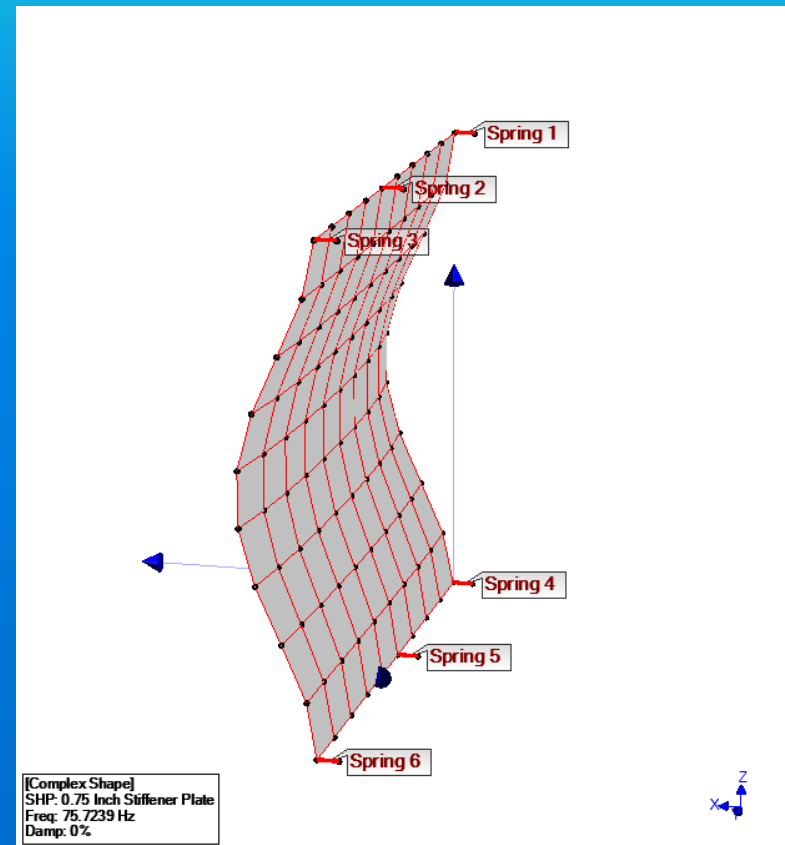 Spring 1
Spring 2
Spring 3
Spring 4
Spring 5
Spring 6
[Complex Shape]
SHP: 0.75 Inch Stiffener Plate
Freq: 75.7239 Hz
Damp: 0%
Z
X
Y